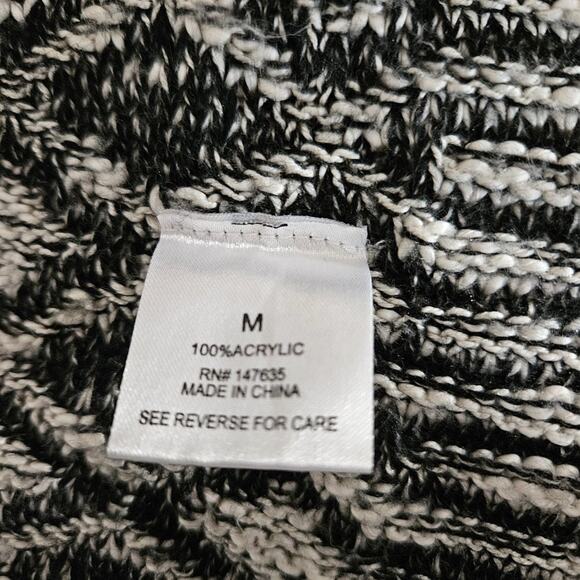 M
100%ACRYLIC
RN# 147635
MADE IN CHINA
SEE REVERSE FOR CARE